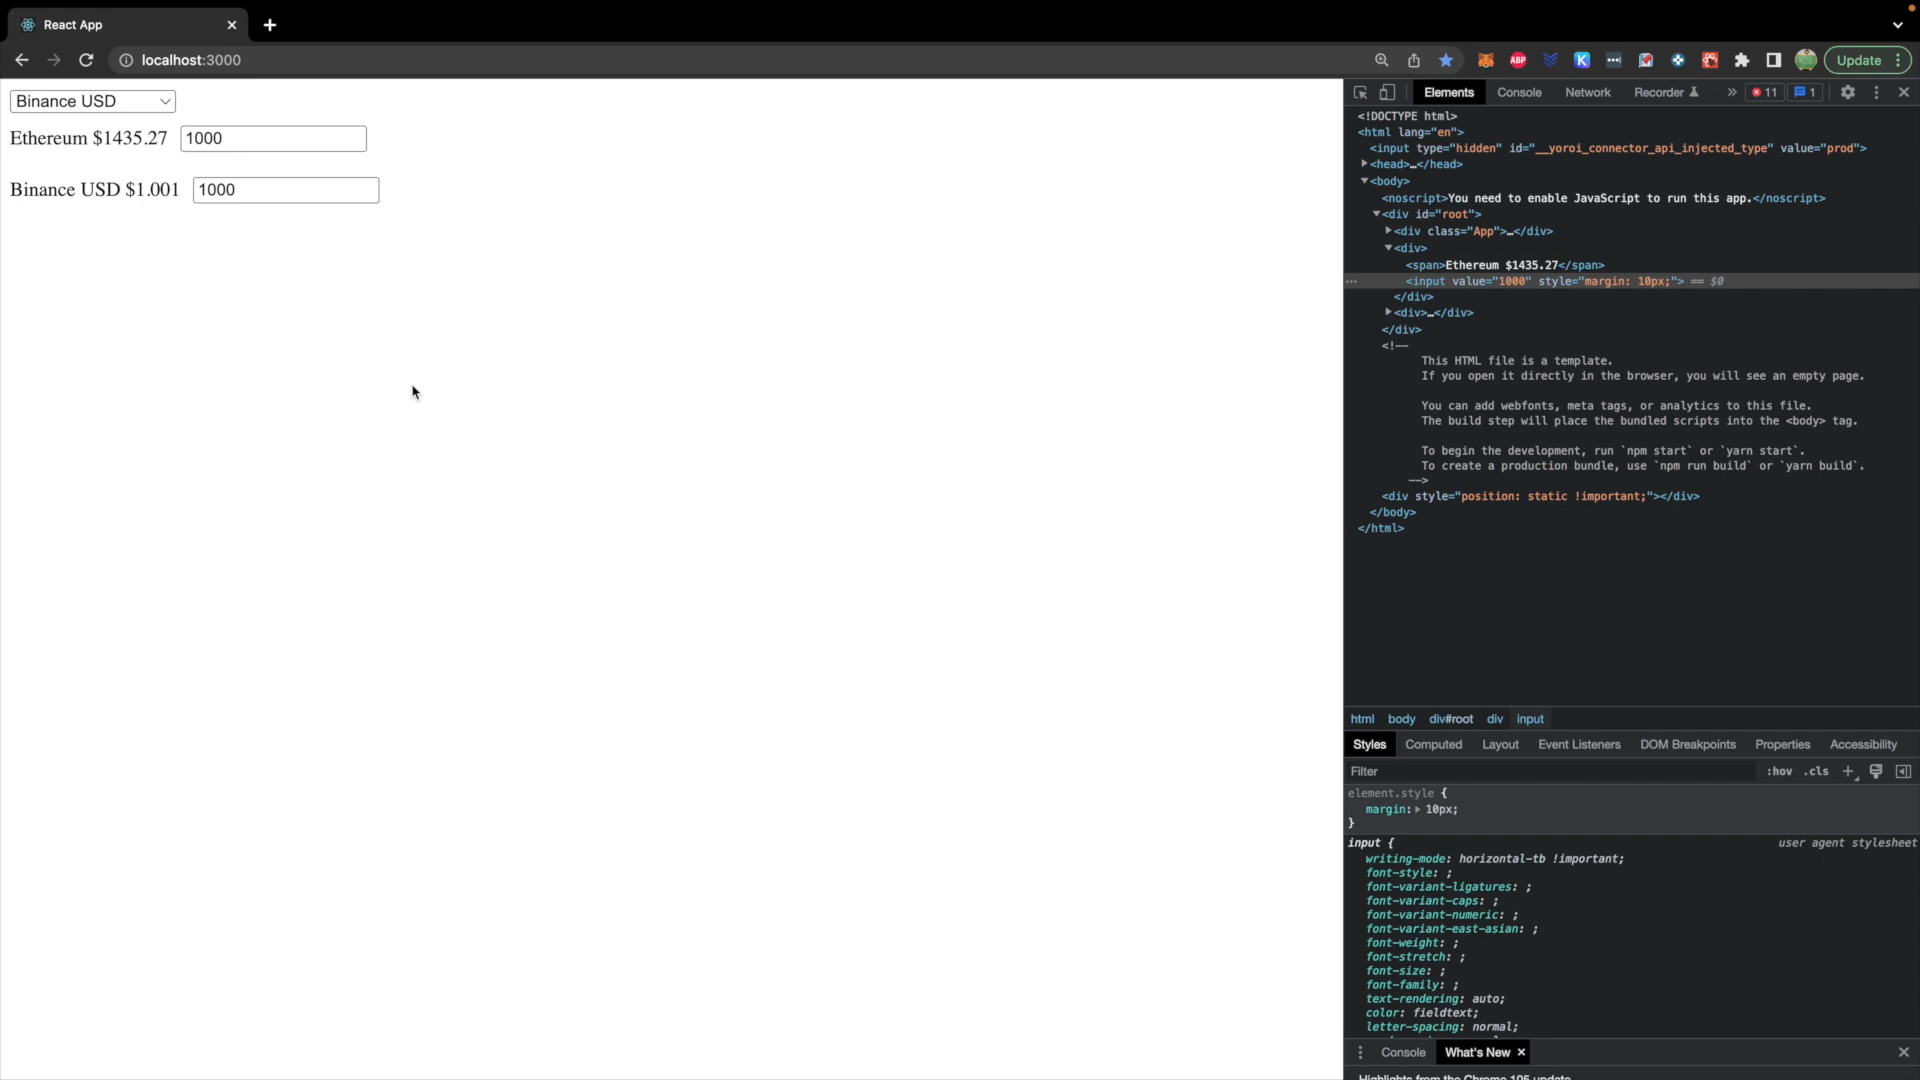 React App
localhost:3000
ABP
K
Update
Binance USD
Ethereum $1435.27 1000
Binance USD $1.001 1000
Elements Console Network Recorder » 11 1
<!DOCTYPE html>
<html lang="en">
<input type="hidden" id="__yoroi_connector_api_injected_type" value="prod">
<head>…</head>
<body>
<noscript>You need to enable JavaScript to run this app.</noscript>
<div id="root">
<div class="App">…</div>
<div>
<span>Ethereum $1435.27</span>
<input value="1000" style="margin: 10px;"> == $0
</div>
<div>…</div>
</div>
<!--
This HTML file is a template.
If you open it directly in the browser, you will see an empty page.
You can add webfonts, meta tags, or analytics to this file.
The build step will place the bundled scripts into the <body> tag.
To begin the development, run `npm start` or `yarn start`.
To create a production bundle, use `npm run build` or `yarn build`.
-->
<div style="position: static !important;"></div>
</body>
</html>
html body div#root div input
Styles Computed Layout Event Listeners DOM Breakpoints Properties Accessibility
Filter :hov .cls +
element.style {
margin: 10px;
}
input { user agent stylesheet
writing-mode: horizontal-tb !important;
font-style: ;
font-variant-ligatures: ;
font-variant-caps: ;
font-variant-numeric: ;
font-variant-east-asian: ;
font-weight: ;
font-stretch: ;
font-size: ;
font-family: ;
text-rendering: auto;
color: fieldtext;
letter-spacing: normal;
Console What's New
Highlights from the Chrome 105 update